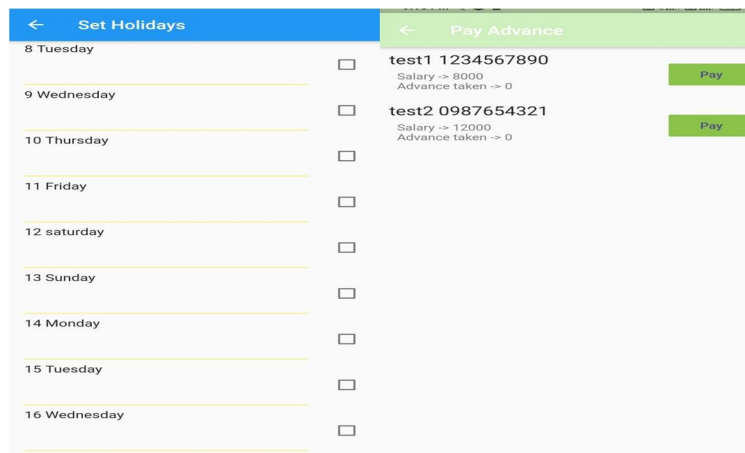 Set Holidays
8 Tuesday
9 Wednesday
10 Thursday
11 Friday
12 saturday
13 Sunday
14 Monday
15 Tuesday
16 Wednesday
Pay Advance
test1 1234567890
Salary -> 8000
Advance taken -> 0
Pay
test2 0987654321
Salary -> 12000
Advance taken -> 0
Pay